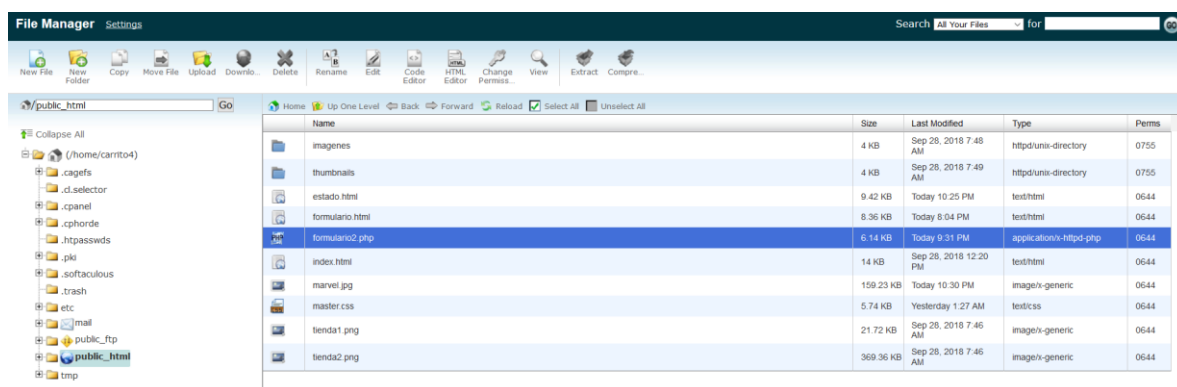 File Manager Settings Search All Your Files for Go
New File New Folder Copy Move File Upload Downlo... Delete Rename Edit Code Editor HTML Editor Change Permiss... View Extract Compre...
/public_html Go Home Up One Level Back Forward Reload Select All Unselect All
Name Size Last Modified Type Perms
Collapse All
(/home/carrito4)
.cagefs
.cl.selector
.cpanel
.cphorde
.htpasswds
.pki
.softaculous
.trash
etc
mail
public_ftp
public_html
tmp
imagenes 4 KB Sep 28, 2018 7:48 AM httpd/unix-directory 0755
thumbnails 4 KB Sep 28, 2018 7:49 AM httpd/unix-directory 0755
estado.html 9.42 KB Today 10:25 PM text/html 0644
formulario.html 8.36 KB Today 8:04 PM text/html 0644
formulario2.php 6.14 KB Today 9:31 PM application/x-httpd-php 0644
index.html 14 KB Sep 28, 2018 12:20 PM text/html 0644
marvel.jpg 159.23 KB Today 10:30 PM image/x-generic 0644
master.css 5.74 KB Yesterday 1:27 AM text/css 0644
tienda1.png 21.72 KB Sep 28, 2018 7:46 AM image/x-generic 0644
tienda2.png 369.36 KB Sep 28, 2018 7:46 AM image/x-generic 0644